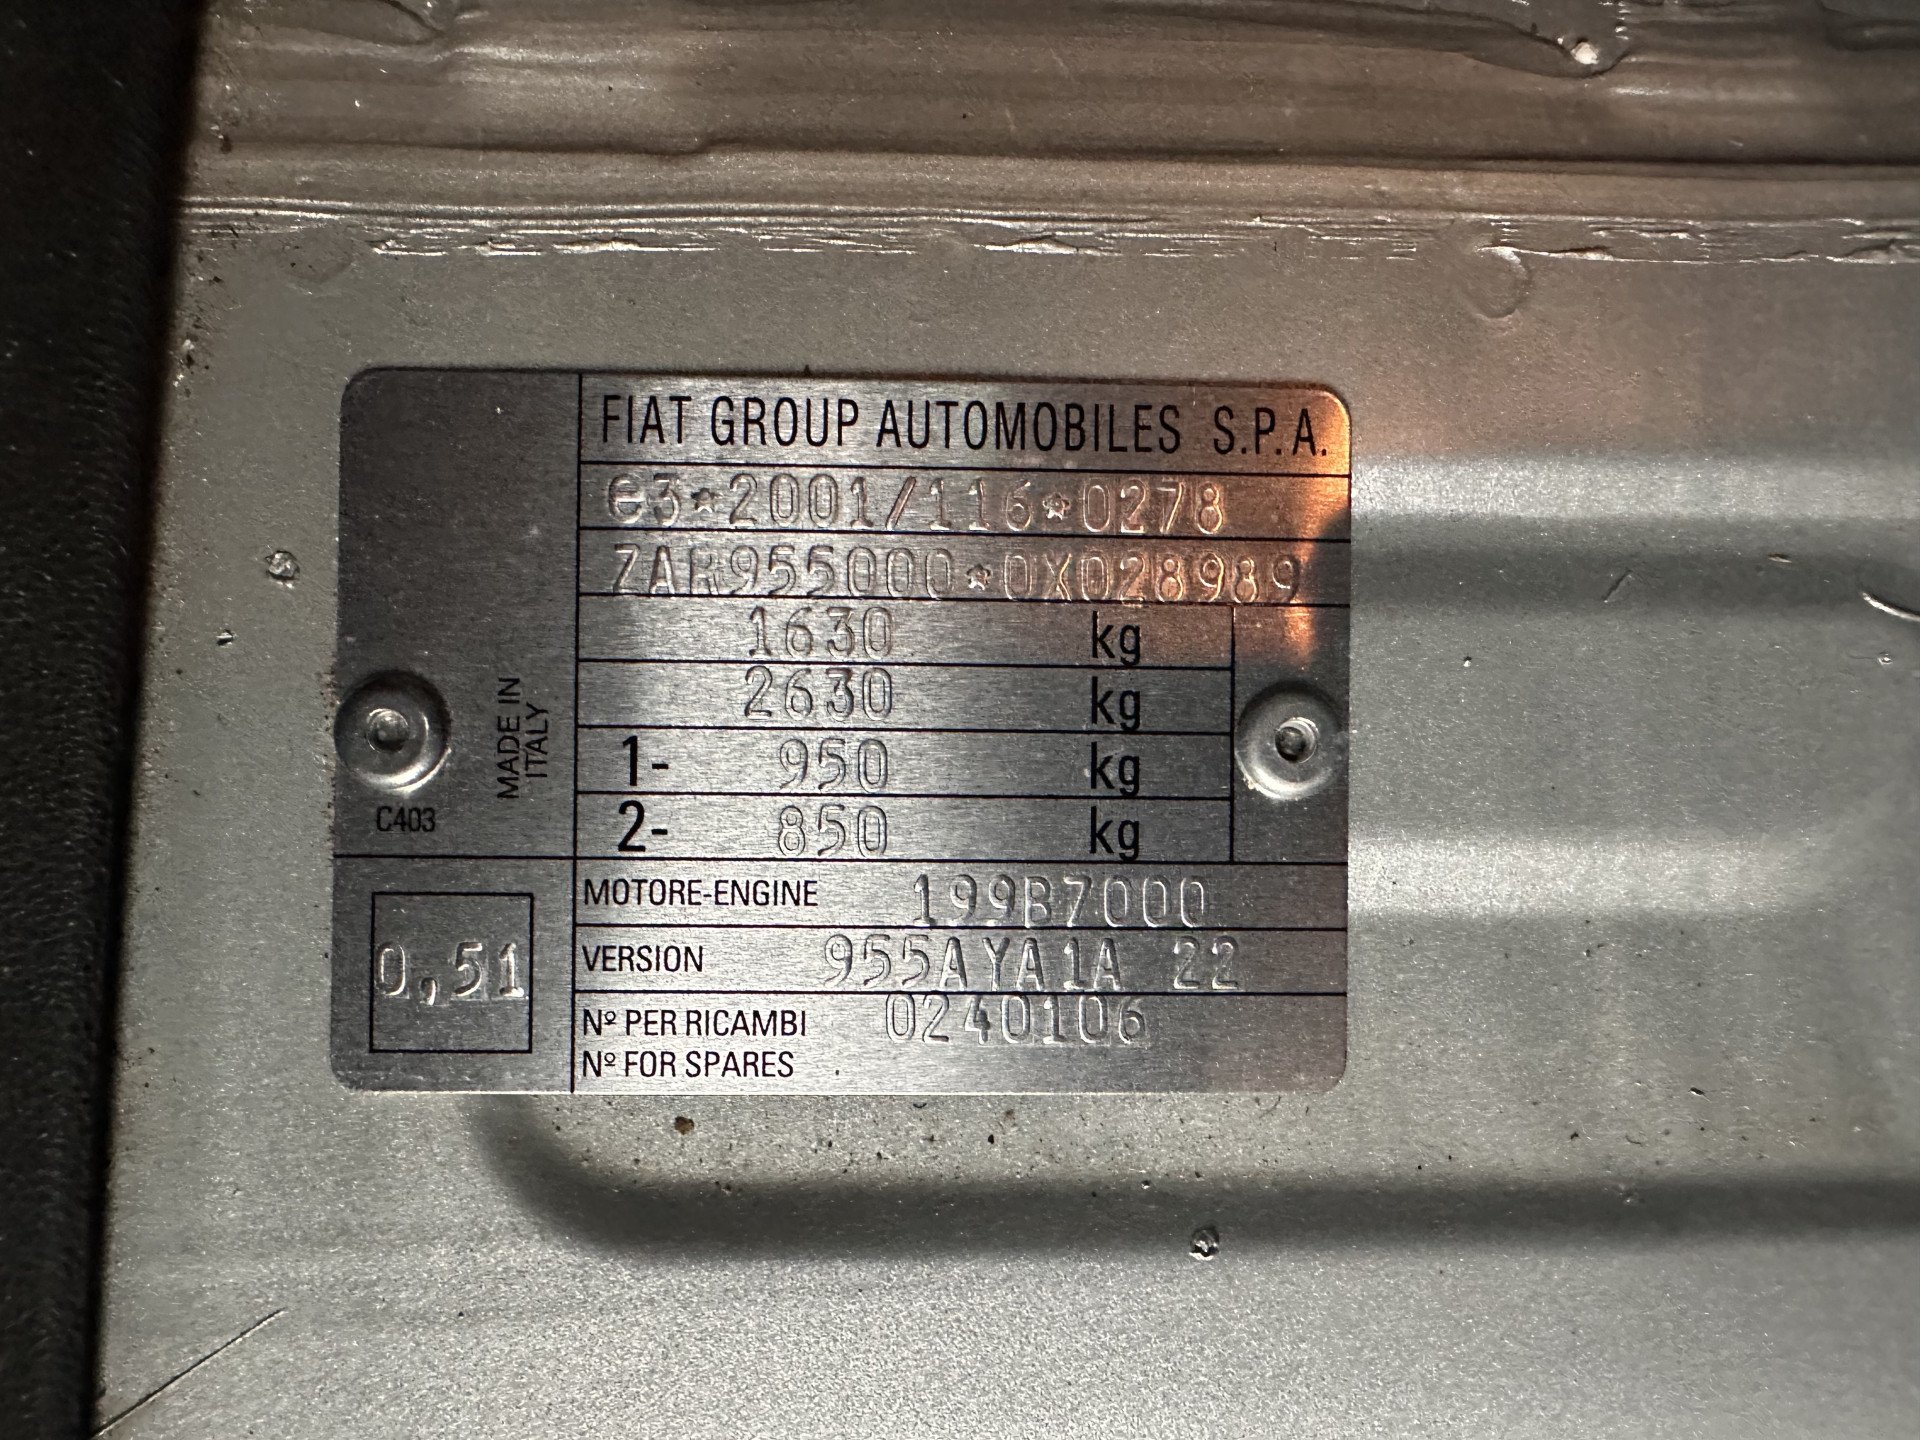 FIAT GROUP AUTOMOBILES S.P.A.
e3*2001/116*0278
ZAR955000*0X028989
1630 kg
2630 kg
1- 950 kg
2- 850 kg
MADE IN
ITALY
C403
0,51
MOTORE-ENGINE 199B7000
VERSION 955AYA1A 22
Nº PER RICAMBI 0240106
Nº FOR SPARES